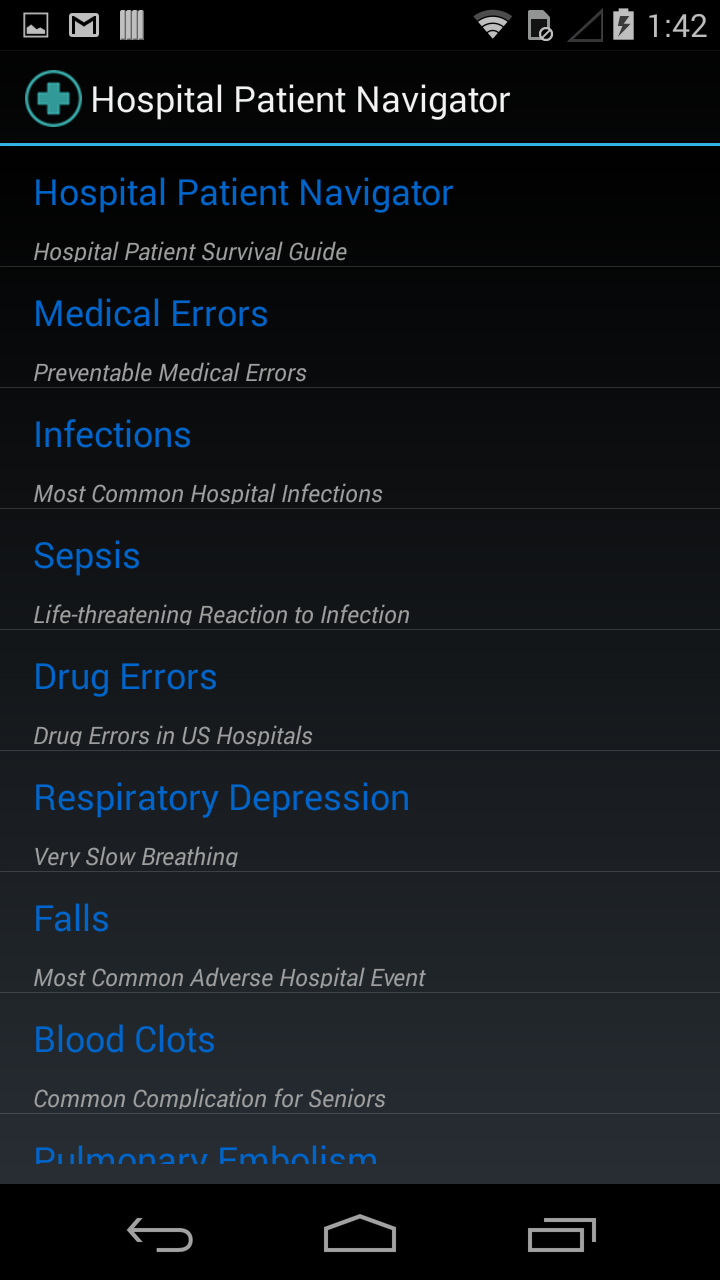 1:42
Hospital Patient Navigator
Hospital Patient Navigator
Hospital Patient Survival Guide
Medical Errors
Preventable Medical Errors
Infections
Most Common Hospital Infections
Sepsis
Life-threatening Reaction to Infection
Drug Errors
Drug Errors in US Hospitals
Respiratory Depression
Very Slow Breathing
Falls
Most Common Adverse Hospital Event
Blood Clots
Common Complication for Seniors
Pulmonary Embolism